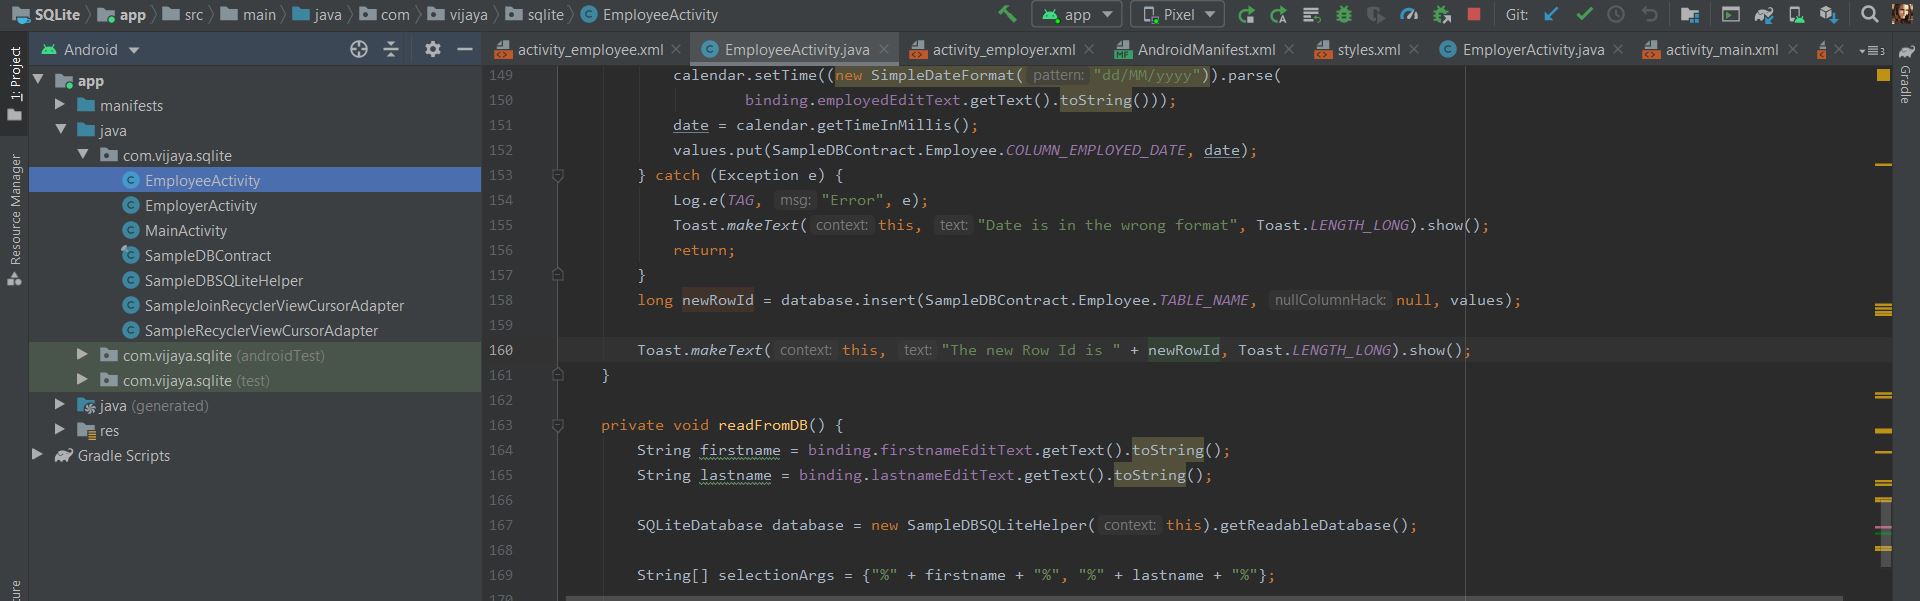 SQLite app src main java com vijaya sqlite EmployeeActivity app Pixel Git:
Android activity_employee.xml EmployeeActivity.java activity_employer.xml AndroidManifest.xml styles.xml EmployerActivity.java activity_main.xml 3
1: Project
Resource Manager
Gradle
app
manifests
java
com.vijaya.sqlite
EmployeeActivity
EmployerActivity
MainActivity
SampleDBContract
SampleDBSQLiteHelper
SampleJoinRecyclerViewCursorAdapter
SampleRecyclerViewCursorAdapter
com.vijaya.sqlite (androidTest)
com.vijaya.sqlite (test)
java (generated)
res
Gradle Scripts
149 calendar.setTime((new SimpleDateFormat( pattern: "dd/MM/yyyy")).parse(
150 binding.employedEditText.getText().toString()));
151 date = calendar.getTimeInMillis();
152 values.put(SampleDBContract.Employee.COLUMN_EMPLOYED_DATE, date);
153 } catch (Exception e) {
154 Log.e(TAG, msg: "Error", e);
155 Toast.makeText( context: this, text: "Date is in the wrong format", Toast.LENGTH_LONG).show();
156 return;
157 }
158 long newRowId = database.insert(SampleDBContract.Employee.TABLE_NAME, nullColumnHack: null, values);
159
160 Toast.makeText( context: this, text: "The new Row Id is " + newRowId, Toast.LENGTH_LONG).show();
161 }
162
163 private void readFromDB() {
164 String firstname = binding.firstnameEditText.getText().toString();
165 String lastname = binding.lastnameEditText.getText().toString();
166
167 SQLiteDatabase database = new SampleDBSQLiteHelper( context: this).getReadableDatabase();
168
169 String[] selectionArgs = {"%" + firstname + "%", "%" + lastname + "%"};
170